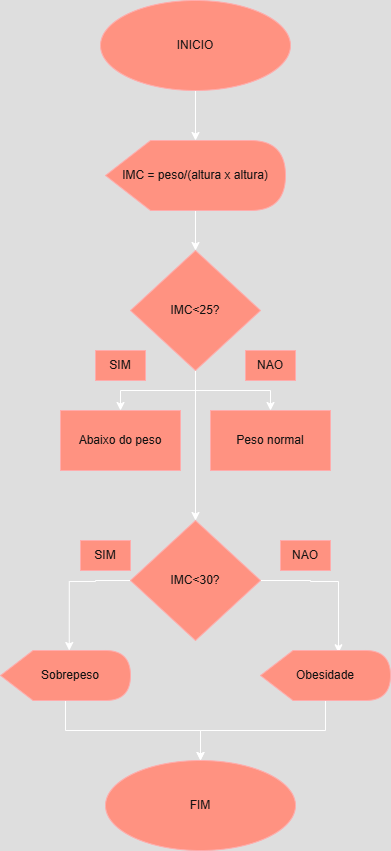 INICIO
IMC = peso/(altura x altura)
IMC<25?
SIM
NAO
Abaixo do peso
Peso normal
SIM
NAO
IMC<30?
Sobrepeso
Obesidade
FIM